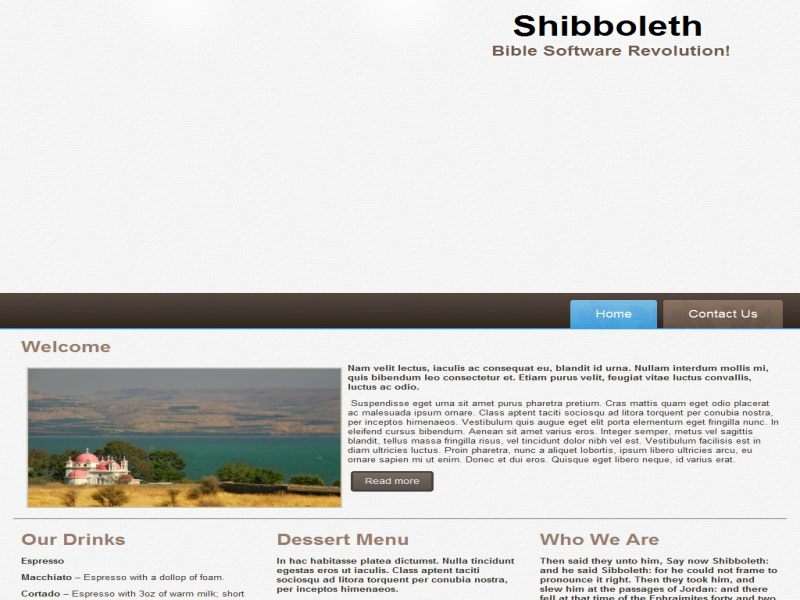 Shibboleth
Bible Software Revolution!
Home
Contact Us
Welcome
Nam velit lectus, iaculis ac consequat eu, blandit id urna. Nullam interdum mollis mi,
quis bibendum leo consectetur et. Etiam purus velit, feugiat vitae luctus convallis,
luctus ac odio.
Suspendisse eget urna sit amet purus pharetra pretium. Cras mattis quam eget odio placerat
ac malesuada ipsum ornare. Class aptent taciti sociosqu ad litora torquent per conubia nostra,
per inceptos himenaeos. Vestibulum quis augue eget elit porta elementum eget fringilla nunc. In
eleifend cursus bibendum. Aenean sit amet varius eros. Integer semper, metus vel sagittis
blandit, tellus massa fringilla risus, vel tincidunt dolor nibh vel est. Vestibulum facilisis est in
diam ultricies luctus. Proin pharetra, nunc a aliquet lobortis, ipsum libero ultricies arcu, eu
ornare sapien mi ut enim. Donec et dui eros. Quisque eget libero neque, id varius erat.
Read more
Our Drinks
Espresso
Macchiato – Espresso with a dollop of foam.
Cortado – Espresso with 3oz of warm milk; short
Dessert Menu
In hac habitasse platea dictumst. Nulla tincidunt
egestas eros ut iaculis. Class aptent taciti
sociosqu ad litora torquent per conubia nostra,
per inceptos himenaeos.
Who We Are
Then said they unto him, Say now Shibboleth:
and he said Sibboleth: for he could not frame to
pronounce it right. Then they took him, and
slew him at the passages of Jordan: and there
fell at that time of the Ephraimites forty and two